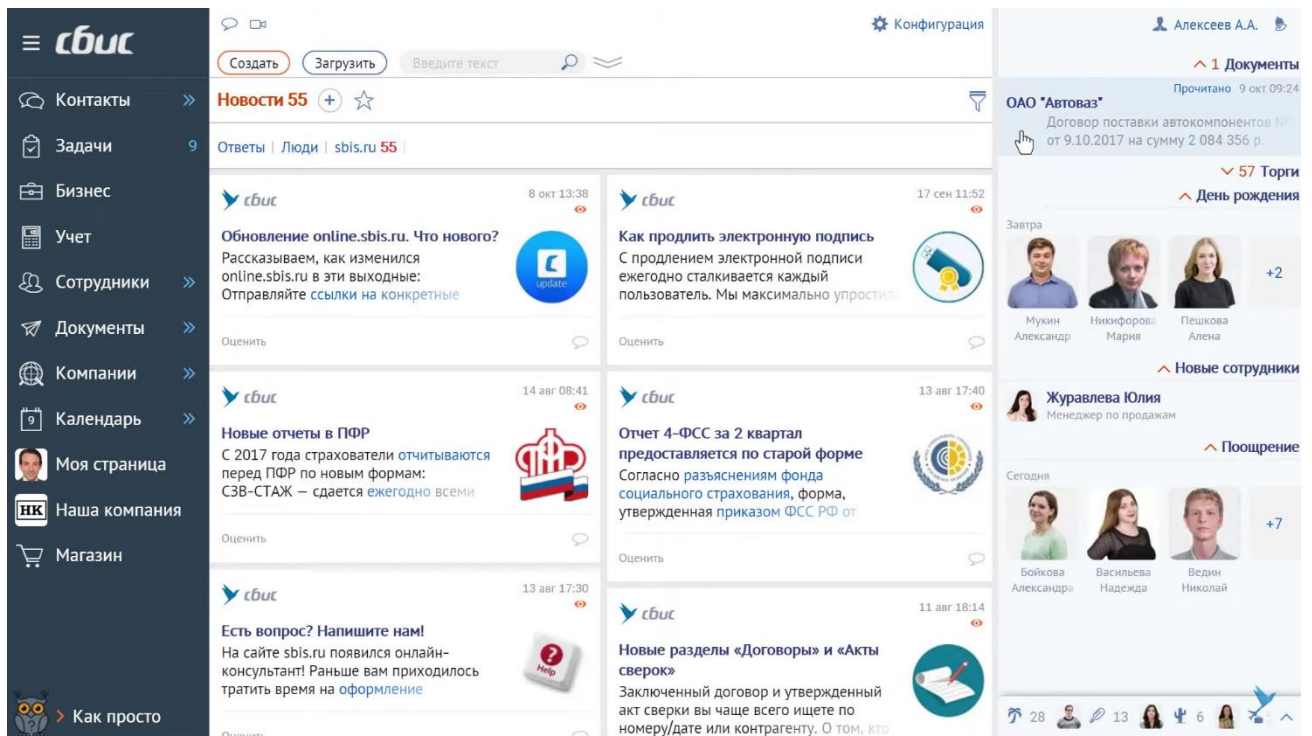 сбис
Контакты
Задачи 9
Бизнес
Учет
Сотрудники
Документы
Компании
9 Календарь
Моя страница
НК Наша компания
Магазин
Как просто
Конфигурация
Создать Загрузить Введите текст
Новости 55
Ответы | Люди | sbis.ru 55
сбис 8 окт 13:38
Обновление online.sbis.ru. Что нового?
Рассказываем, как изменился
online.sbis.ru в эти выходные:
Отправляйте ссылки на конкретные
update
Оценить
сбис 17 сен 11:52
Как продлить электронную подпись
С продлением электронной подписи
ежегодно сталкивается каждый
пользователь. Мы максимально упростили
Оценить
сбис 14 авг 08:41
Новые отчеты в ПФР
С 2017 года страхователи отчитываются
перед ПФР по новым формам:
СЗВ-СТАЖ — сдается ежегодно всеми
Оценить
сбис 13 авг 17:40
Отчет 4-ФСС за 2 квартал
предоставляется по старой форме
Согласно разъяснениям фонда
социального страхования, форма,
утвержденная приказом ФСС РФ от
Оценить
сбис 13 авг 17:30
Есть вопрос? Напишите нам!
На сайте sbis.ru появился онлайн-
консультант! Раньше вам приходилось
тратить время на оформление
? Help
Оценить
сбис 11 авг 18:14
Новые разделы «Договоры» и «Акты
сверок»
Заключенный договор и утвержденный
акт сверки вы чаще всего ищете по
номеру/дате или контрагенту. О том, кто
Алексеев А.А.
1 Документы
Прочитано 9 окт 09:24
ОАО "Автоваз"
Договор поставки автокомпонентов №
от 9.10.2017 на сумму 2 084 356 р.
57 Торги
День рождения
Завтра
+2
Мукин Никифорова Пешкова
Александр Мария Алена
Новые сотрудники
Журавлева Юлия
Менеджер по продажам
Поощрение
Сегодня
+7
Бойкова Васильева Ведин
Александра Надежда Николай
28 13 6